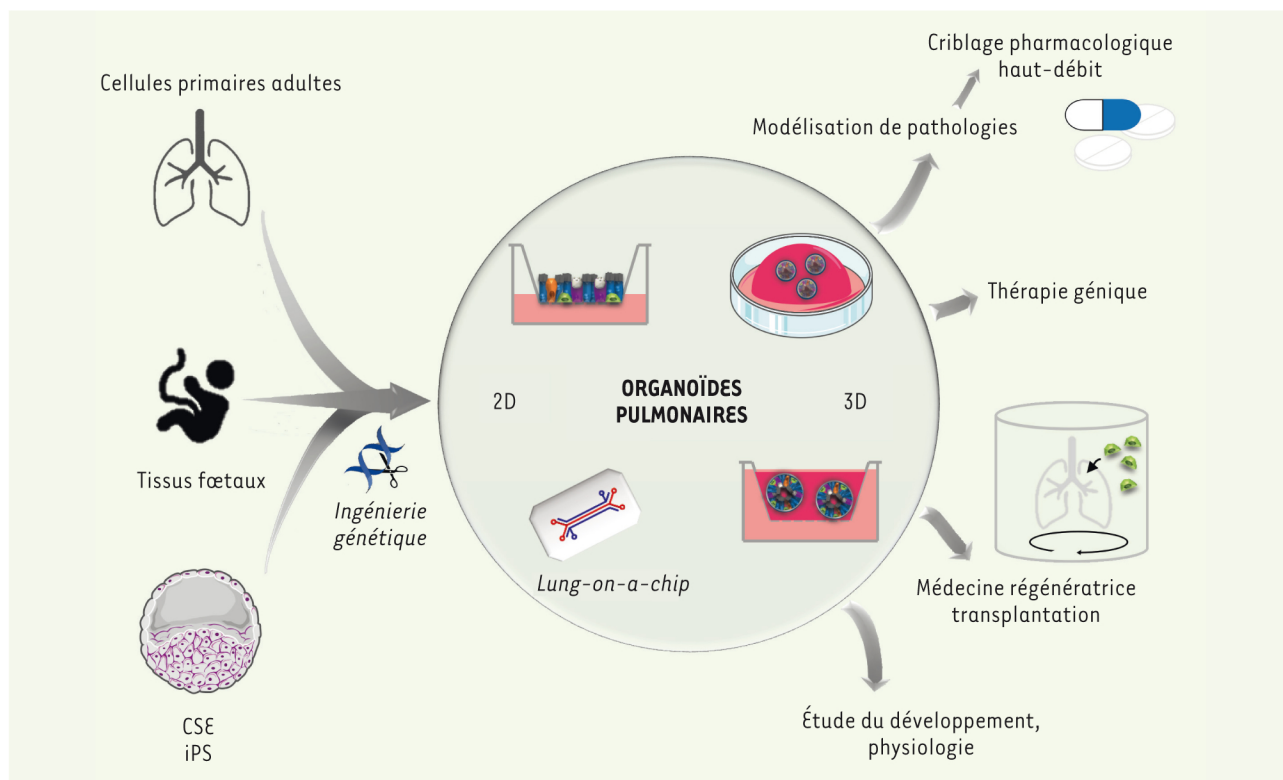 Cellules primaires adultes
Tissus fœtaux
CSE
iPS
Ingénierie
génétique
2D
ORGANOÏDES
PULMONAIRES
3D
Lung-on-a-chip
Criblage pharmacologique
haut-débit
Modélisation de pathologies
Thérapie génique
Médecine régénératrice
transplantation
Étude du développement,
physiologie